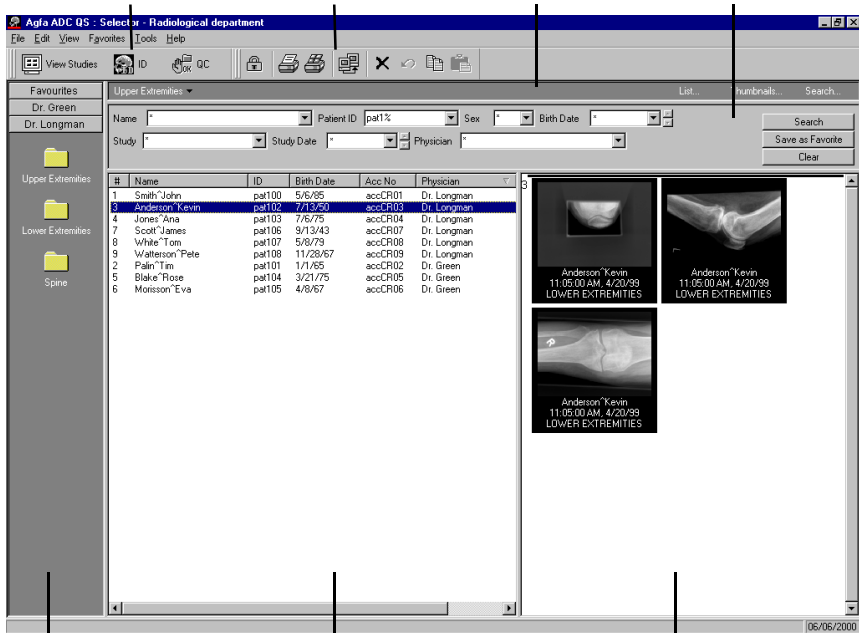 Agfa ADC QS : Selector - Radiological department
File Edit View Favorites Tools Help
View Studies ID OK QC
Favourites
Dr. Green
Dr. Longman
Upper Extremities
Lower Extremities
Spine
Upper Extremities List... Thumbnails... Search...
Name * Patient ID pat1% Sex * Birth Date *
Study * Study Date * Physician *
Search
Save as Favorite
Clear
# Name ID Birth Date Acc No Physician
1 Smith^John pat100 5/6/85 accCR01 Dr. Longman
3 Anderson^Kevin pat102 7/13/50 accCR03 Dr. Longman
4 Jones^Ana pat103 7/6/75 accCR04 Dr. Longman
7 Scott^James pat106 9/13/43 accCR07 Dr. Longman
8 White^Tom pat107 5/8/79 accCR08 Dr. Longman
9 Watterson^Pete pat108 11/28/67 accCR09 Dr. Longman
2 Palin^Tim pat101 1/1/65 accCR02 Dr. Green
5 Blake^Rose pat104 3/21/75 accCR05 Dr. Green
6 Morisson^Eva pat105 4/8/67 accCR06 Dr. Green
3
Anderson^Kevin
11:05:00 AM, 4/20/99
LOWER EXTREMITIES
Anderson^Kevin
11:05:00 AM, 4/20/99
LOWER EXTREMITIES
R
Anderson^Kevin
11:05:00 AM, 4/20/99
LOWER EXTREMITIES
06/06/2000